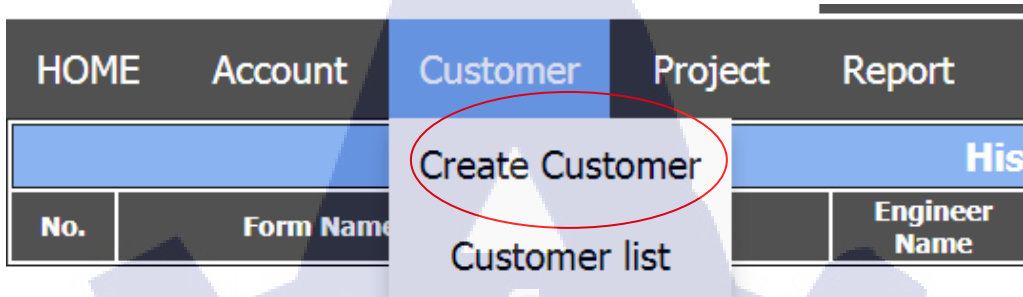 HOME Account Customer Project Report
Create Customer
His
No. Form Name
Engineer
Name
Customer list